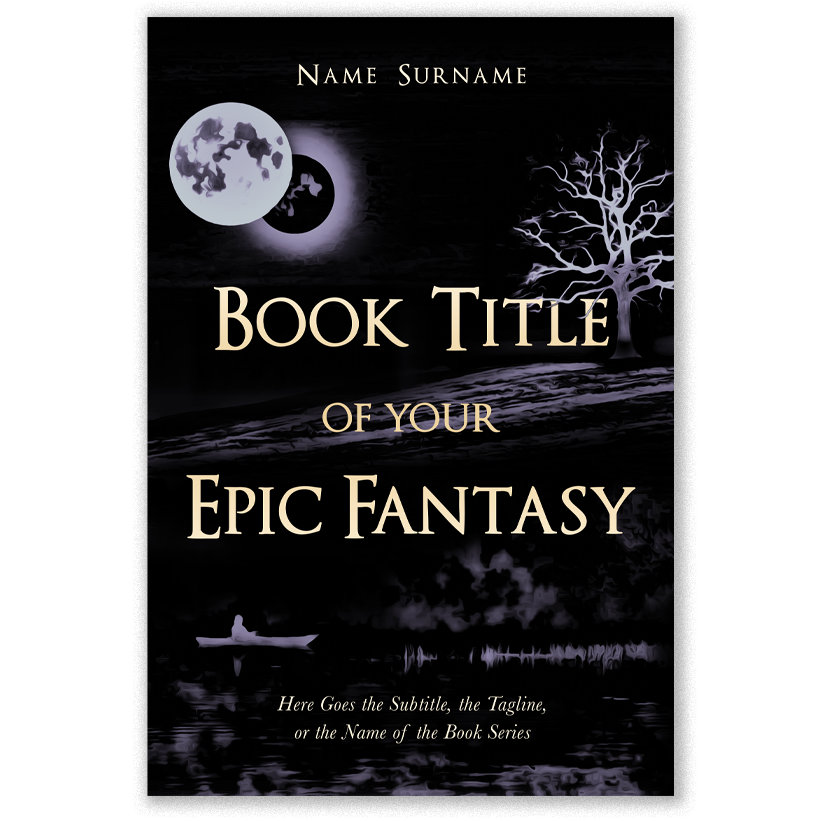 Name Surname
Book Title
of your
Epic Fantasy
Here Goes the Subtitle, the Tagline,
or the Name of the Book Series